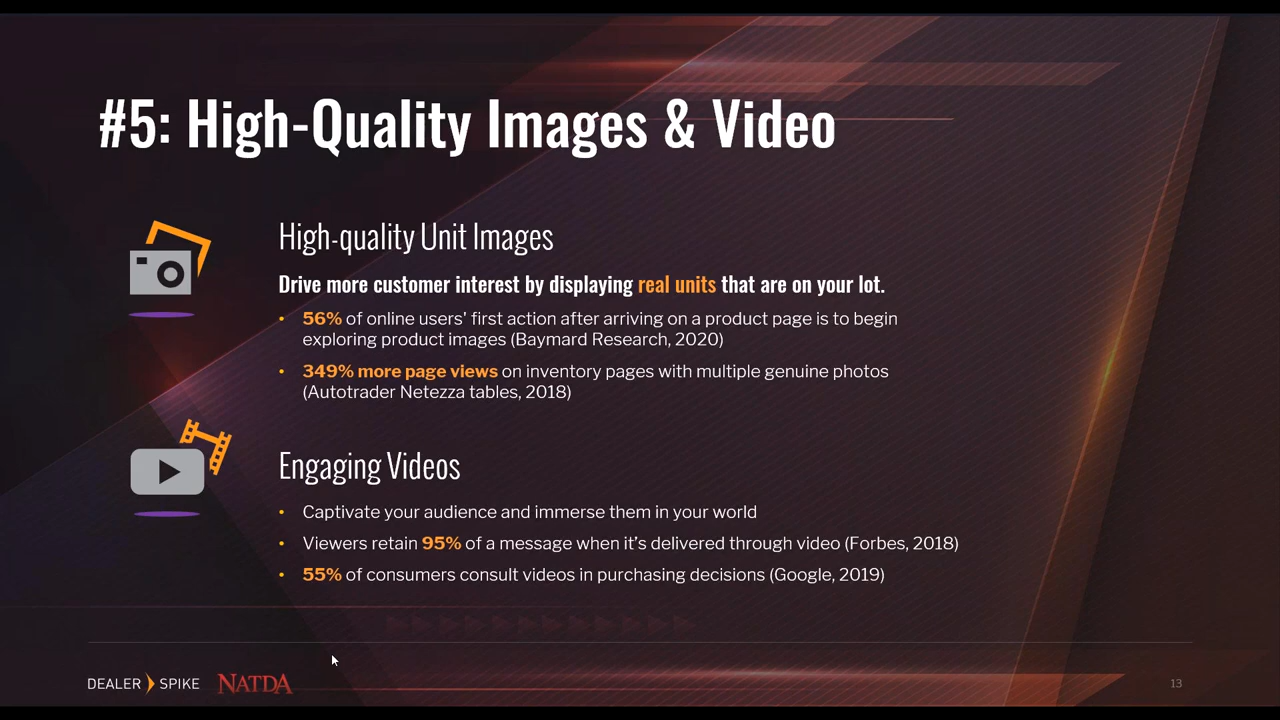 #5: High-Quality Images & Video
High-quality Unit Images
Drive more customer interest by displaying real units that are on your lot.
• 56% of online users' first action after arriving on a product page is to begin
exploring product images (Baymard Research, 2020)
• 349% more page views on inventory pages with multiple genuine photos
(Autotrader Netezza tables, 2018)
Engaging Videos
• Captivate your audience and immerse them in your world
• Viewers retain 95% of a message when it’s delivered through video (Forbes, 2018)
• 55% of consumers consult videos in purchasing decisions (Google, 2019)
DEALER SPIKE NATDA
13